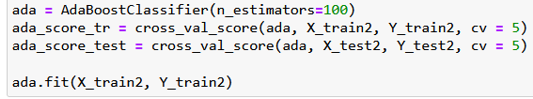 ada = AdaBoostClassifier(n_estimators=100)
ada_score_tr = cross_val_score(ada, X_train2, Y_train2, cv = 5)
ada_score_test = cross_val_score(ada, X_test2, Y_test2, cv = 5)
ada.fit(X_train2, Y_train2)